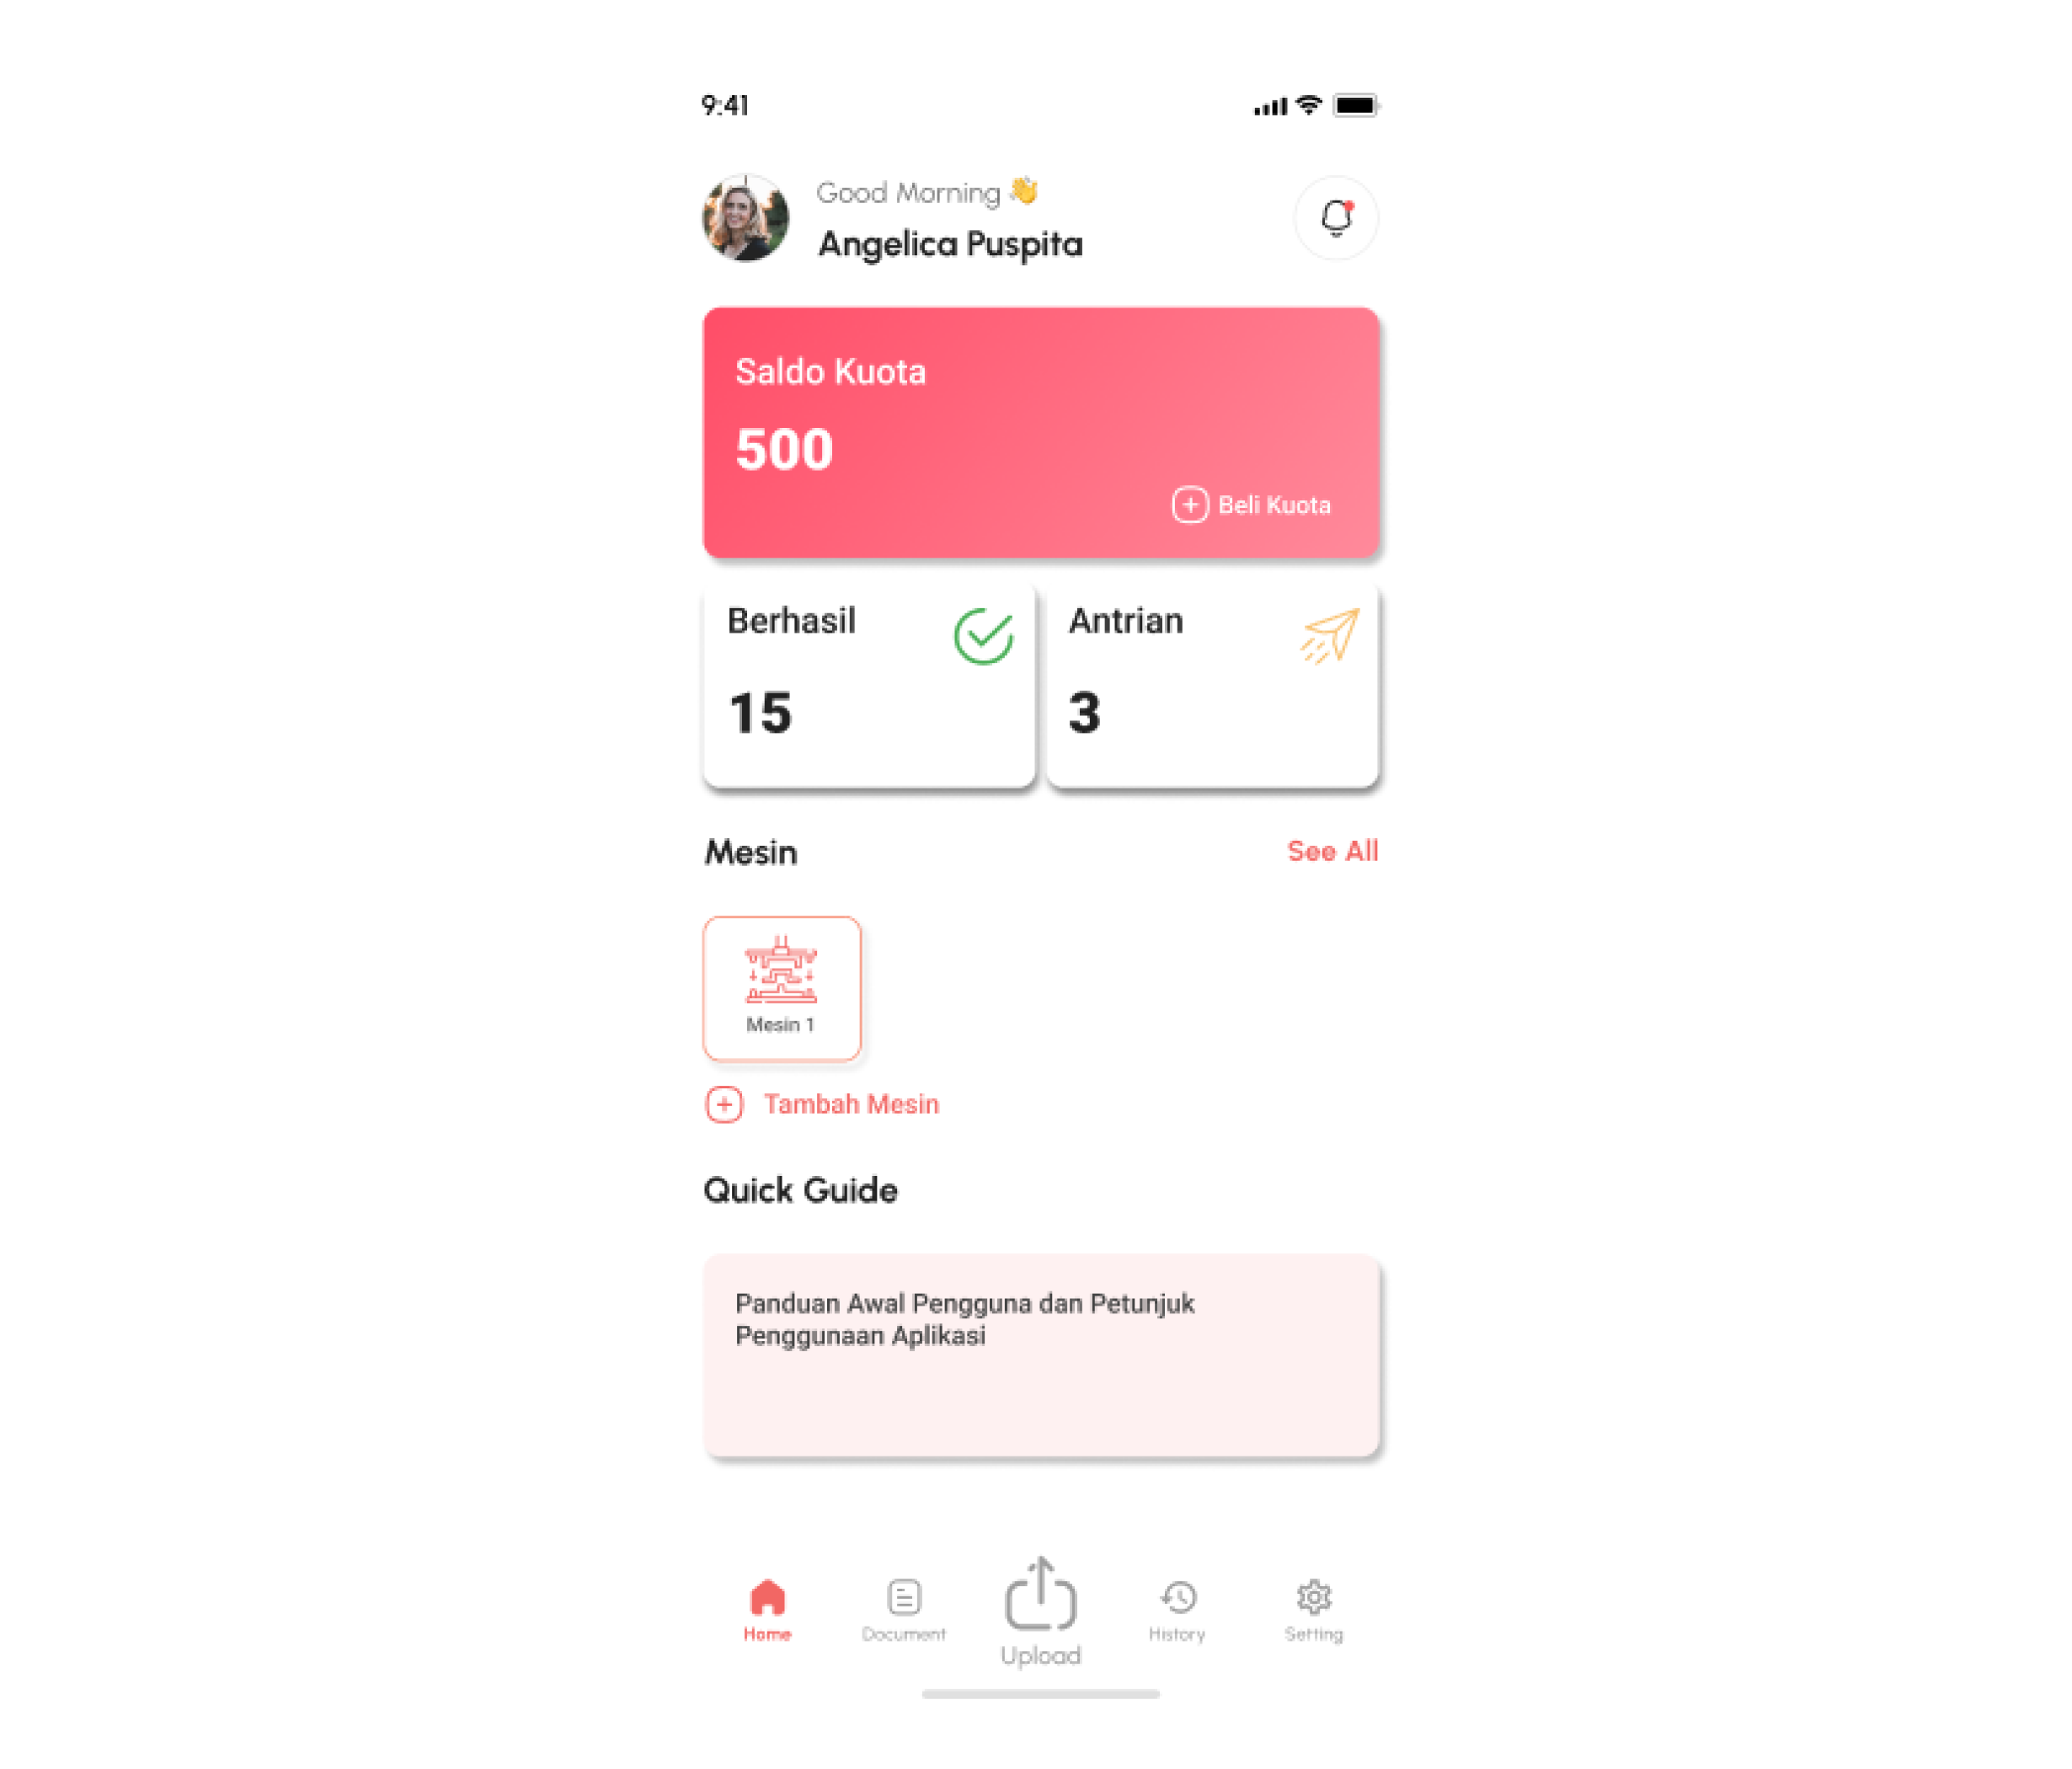 9:41
Good Morning 👋
Angelica Puspita
Saldo Kuota
500
Beli Kuota
Berhasil
Antrian
15
3
Mesin
See All
Mesin 1
Tambah Mesin
Quick Guide
Panduan Awal Pengguna dan Petunjuk
Penggunaan Aplikasi
Home
Document
Upload
History
Setting